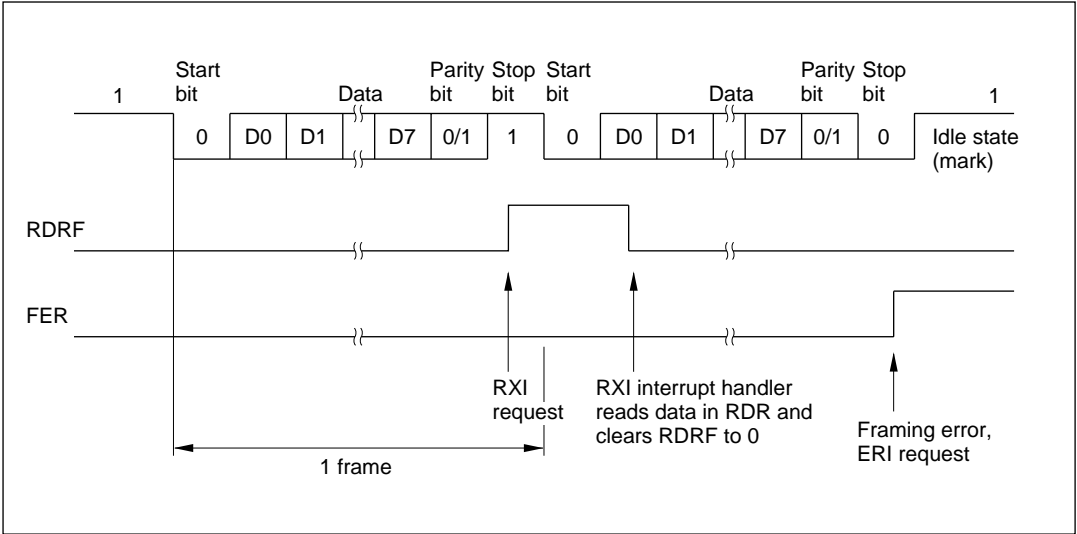 Start Parity Stop Start Parity Stop
1 bit Data bit bit bit Data bit bit 1
0 D0 D1 D7 0/1 1 0 D0 D1 D7 0/1 0 Idle state
(mark)
RDRF
FER
RXI
request
RXI interrupt handler
reads data in RDR and
clears RDRF to 0
Framing error,
ERI request
1 frame